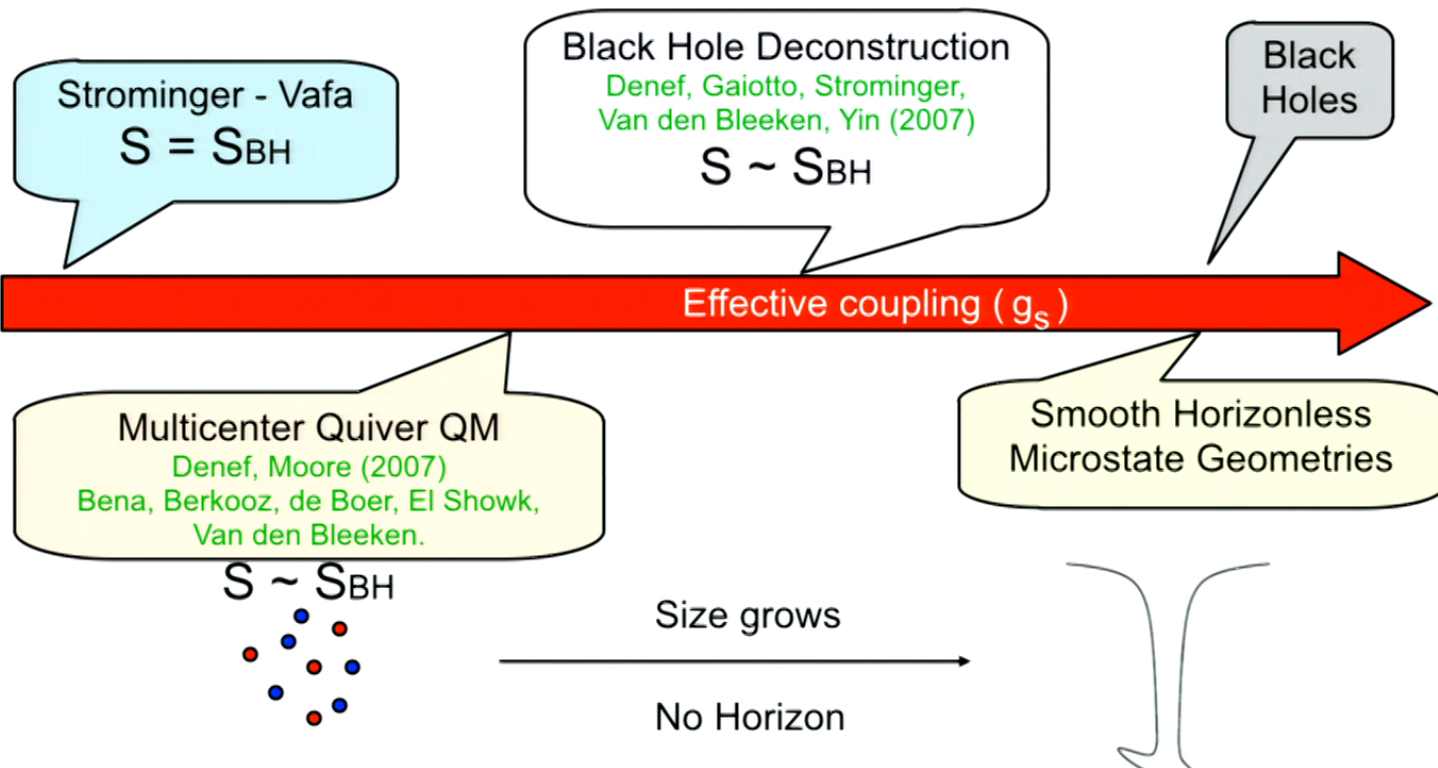 Strominger - Vafa
S = SBH
Black Hole Deconstruction
Denef, Gaiotto, Strominger,
Van den Bleeken, Yin (2007)
S ~ SBH
Black
Holes
Effective coupling ( gs )
Multicenter Quiver QM
Denef, Moore (2007)
Bena, Berkooz, de Boer, El Showk,
Van den Bleeken.
S ~ SBH
Smooth Horizonless
Microstate Geometries
Size grows
No Horizon